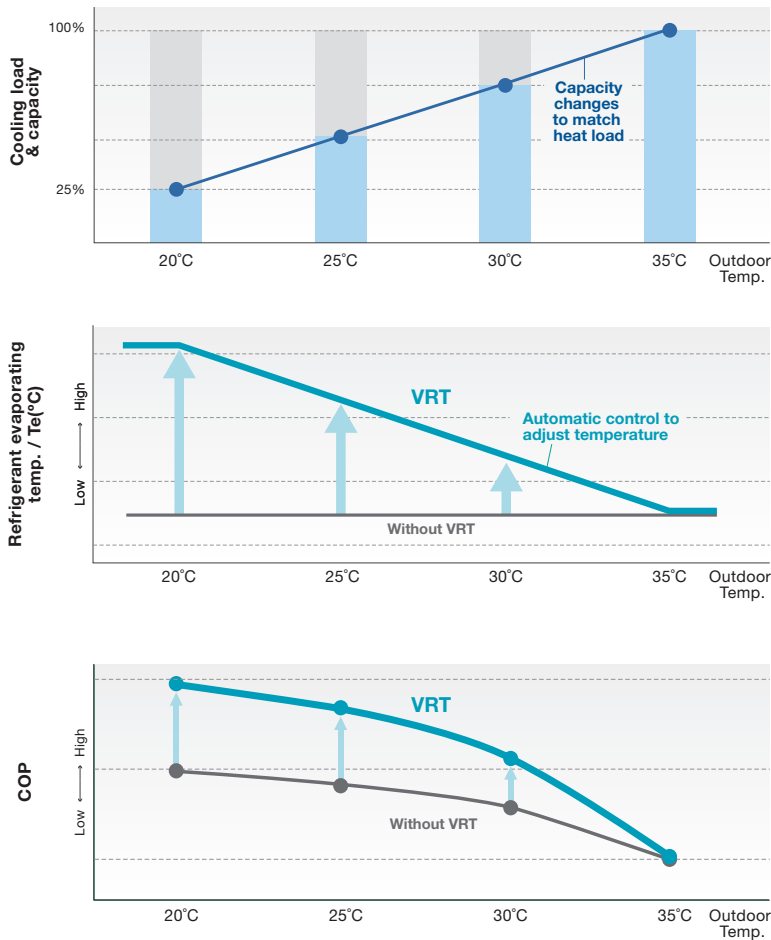 Cooling load
& capacity
100%
25%
Capacity
changes
to match
heat load
20°C
25°C
30°C
35°C
Outdoor
Temp.
Refrigerant evaporating
temp. / Te(ºC)
Low ⟷ High
VRT
Automatic control to
adjust temperature
Without VRT
20°C
25°C
30°C
35°C
Outdoor
Temp.
COP
Low ⟷ High
VRT
Without VRT
20°C
25°C
30°C
35°C
Outdoor
Temp.